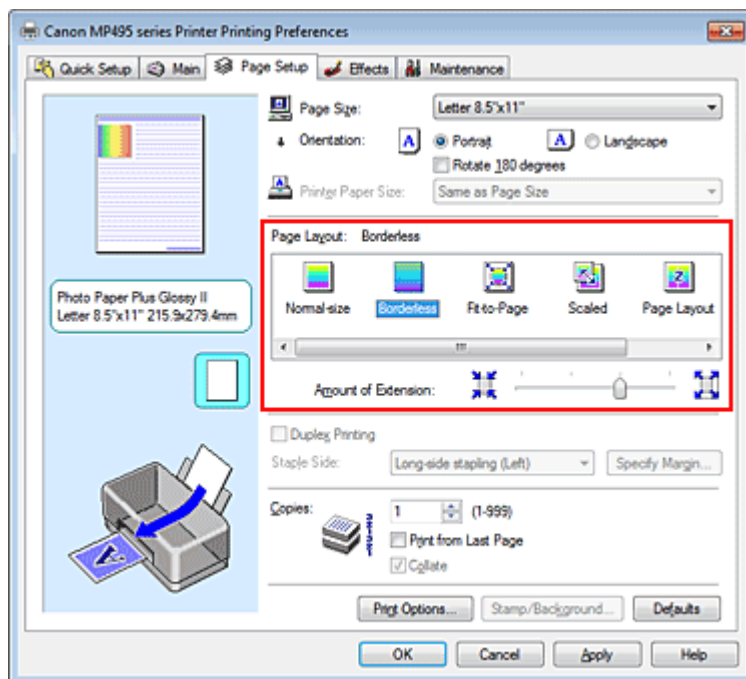 Canon MP495 series Printer Printing Preferences
Quick Setup Main Page Setup Effects Maintenance
Page Size: Letter 8.5"x11"
Orientation: A Portrait A Landscape
Rotate 180 degrees
Printer Paper Size: Same as Page Size
Page Layout: Borderless
Normal-size Borderless Fit-to-Page Scaled Page Layout
Amount of Extension:
Photo Paper Plus Glossy II
Letter 8.5"x11" 215.9x279.4mm
Duplex Printing
Staple Side: Long-side stapling (Left) Specify Margin...
Copies: 1 (1-999)
Print from Last Page
Collate
Print Options... Stamp/Background... Defaults
OK Cancel Apply Help